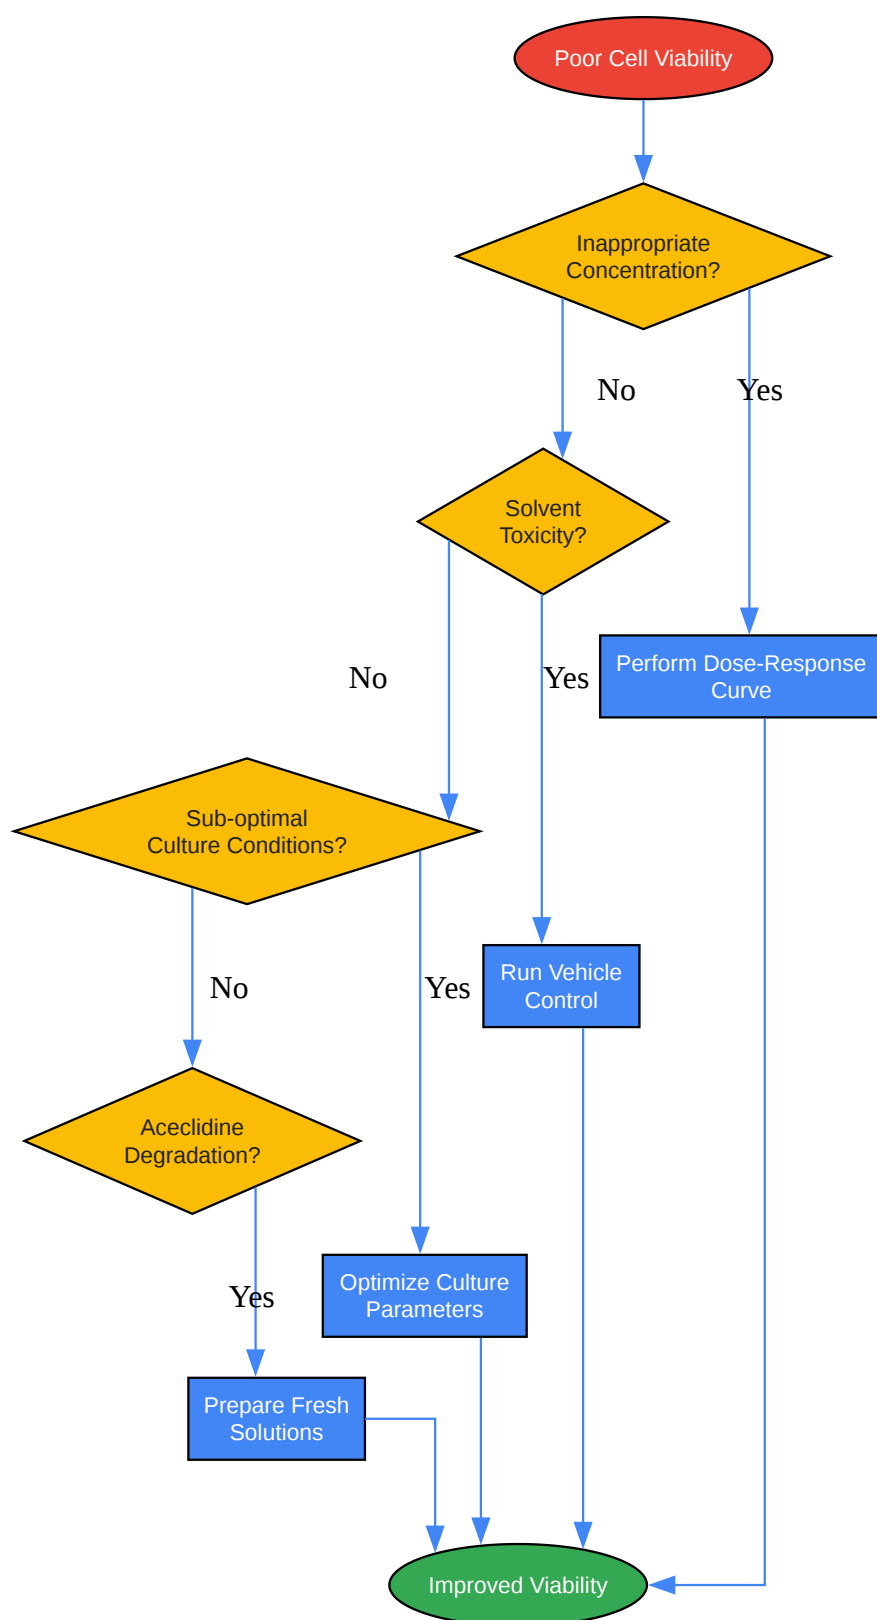 Poor Cell Viability
Inappropriate
Concentration?
No
Yes
Solvent
Toxicity?
Perform Dose-Response
Curve
No
Yes
Sub-optimal
Culture Conditions?
Run Vehicle
Control
No
Yes
Aceclidine
Degradation?
Optimize Culture
Parameters
Yes
Prepare Fresh
Solutions
Improved Viability